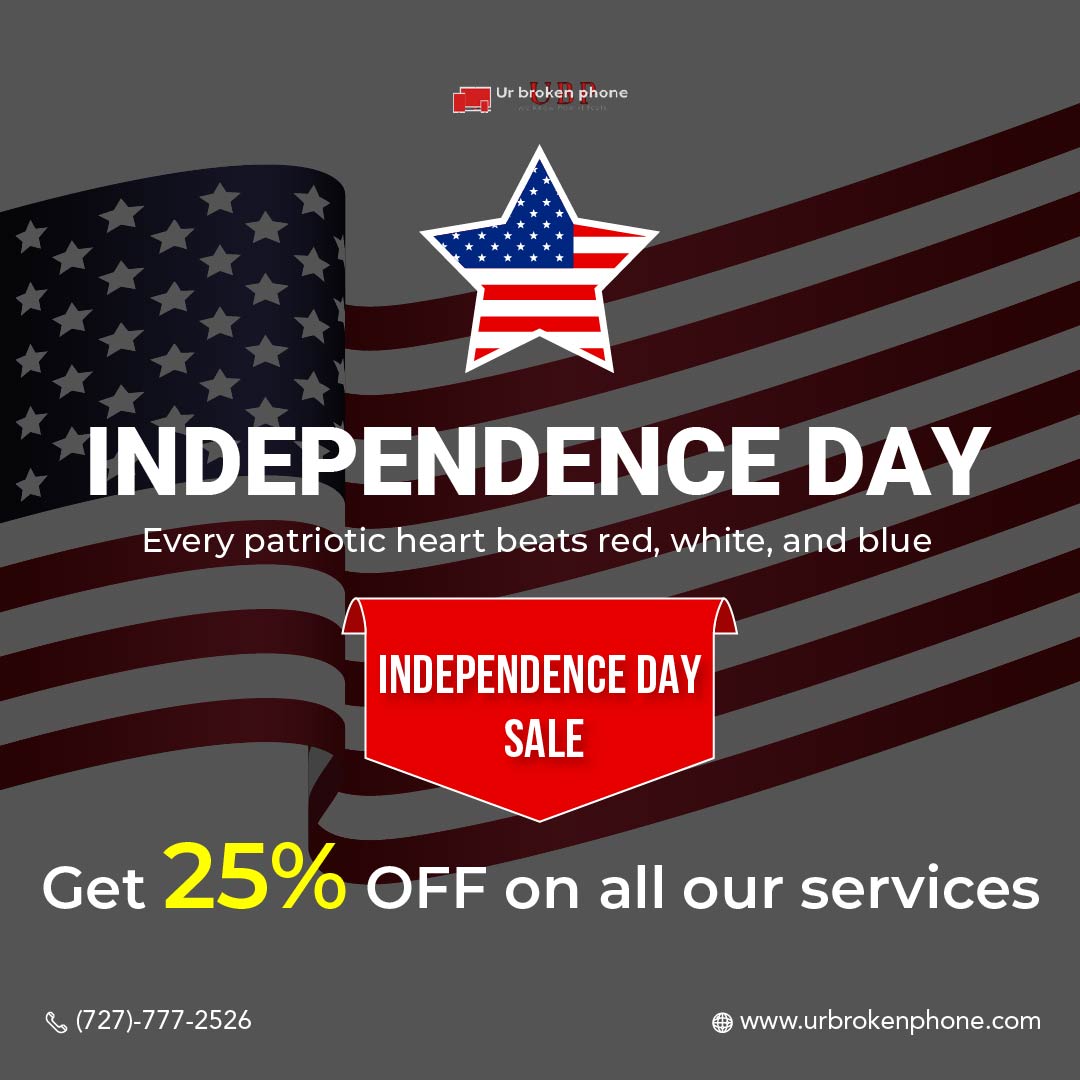 UBP
Ur broken phone
INDEPENDENCE DAY
Every patriotic heart beats red, white, and blue
INDEPENDENCE DAY
SALE
Get 25% OFF on all our services
(727)-777-2526
www.urbrokenphone.com